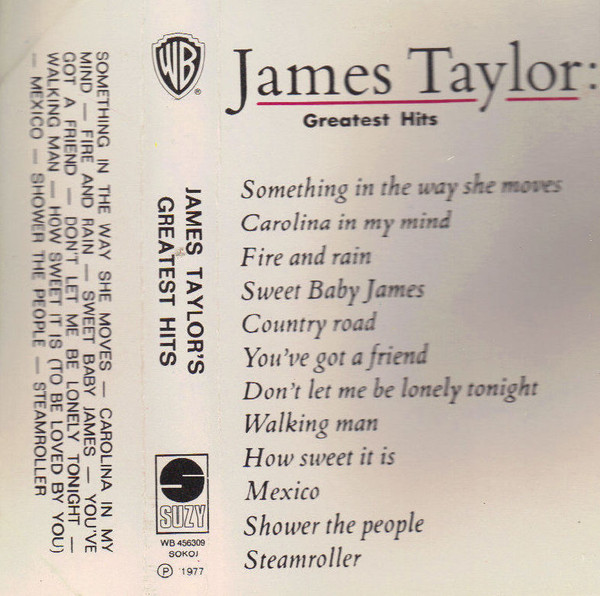 SOMETHING IN THE WAY SHE MOVES — CAROLINA IN MY
MIND — FIRE AND RAIN — SWEET BABY JAMES — YOU'VE
GOT A FRIEND — DON'T LET ME BE LONELY TONIGHT —
WALKING MAN — HOW SWEET IT IS (TO BE LOVED BY YOU)
— MEXICO — SHOWER THE PEOPLE — STEAMROLLER
WB®
JAMES TAYLOR'S
GREATEST HITS
SUZY
WB 456309
SOKOJ
Ⓟ 1977
James Taylor:
Greatest Hits
Something in the way she moves
Carolina in my mind
Fire and rain
Sweet Baby James
Country road
You've got a friend
Don't let me be lonely tonight
Walking man
How sweet it is
Mexico
Shower the people
Steamroller